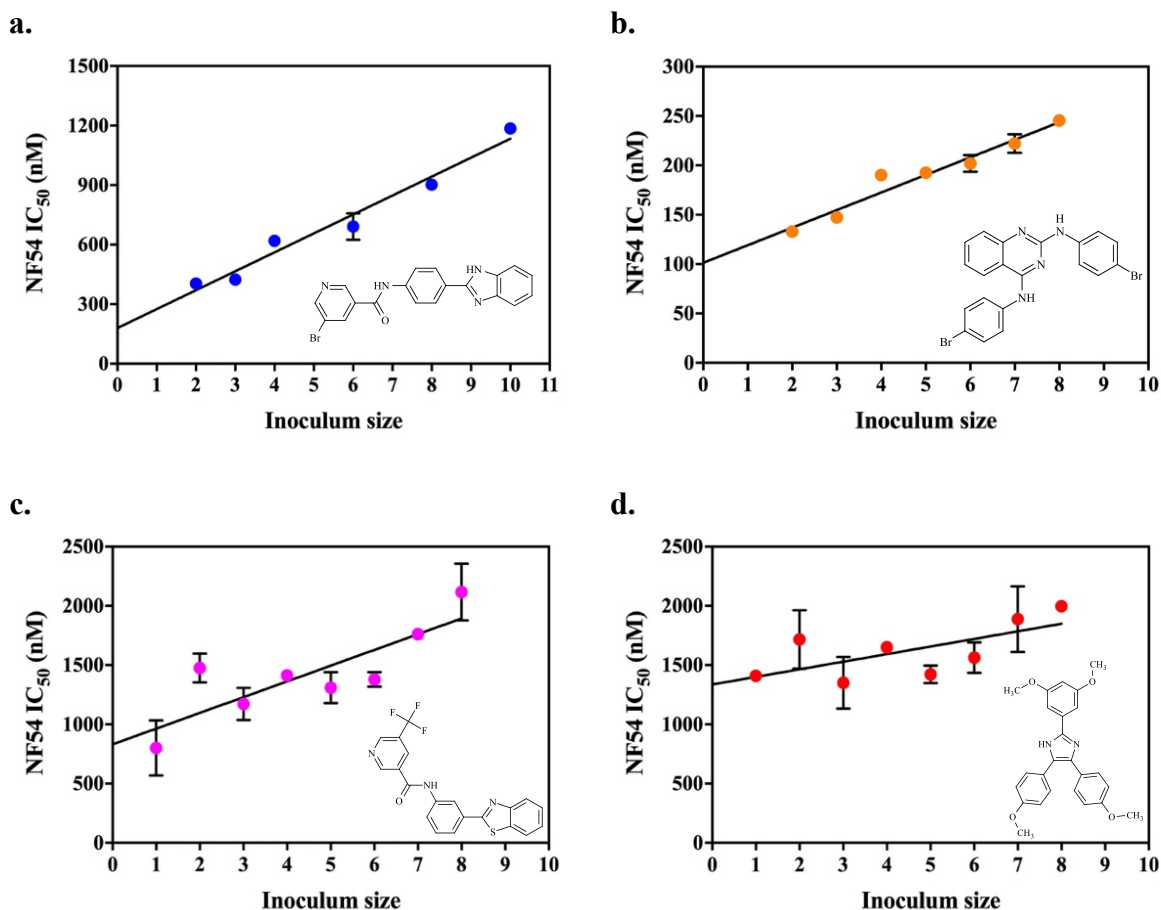 a.
1500
1200
900
600
300
0
NF54 IC50 (nM)
0 1 2 3 4 5 6 7 8 9 10 11
Inoculum size
N
Br
O
HN
HN
N
b.
300
250
200
150
100
50
0
NF54 IC50 (nM)
0 1 2 3 4 5 6 7 8 9 10
Inoculum size
H
N
N
N
Br
NH
Br
c.
2500
2000
1500
1000
500
0
NF54 IC50 (nM)
0 1 2 3 4 5 6 7 8 9 10
Inoculum size
F
F
F
N
O
NH
N
S
d.
2500
2000
1500
1000
500
0
NF54 IC50 (nM)
0 1 2 3 4 5 6 7 8 9 10
Inoculum size
CH3
O
O
H3C
HN
N
O
CH3
O
CH3